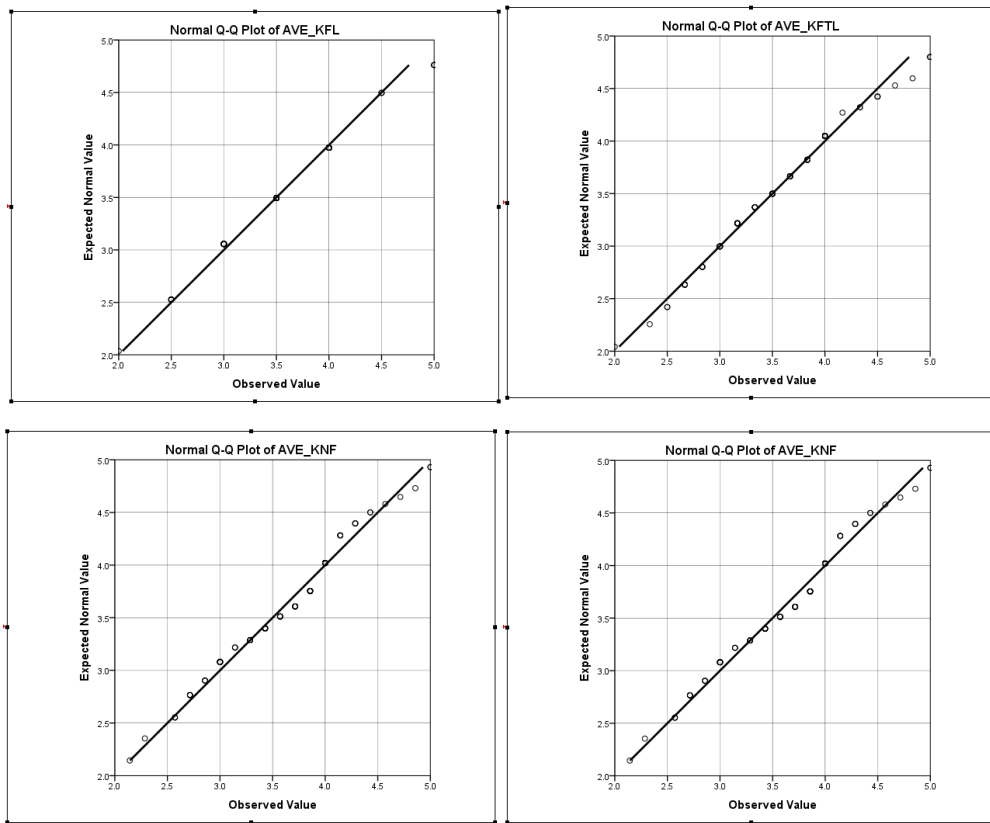 Normal Q-Q Plot of AVE_KFL
Expected Normal Value
5.0
4.5
4.0
3.5
3.0
2.5
2.0
2.0 2.5 3.0 3.5 4.0 4.5 5.0
Observed Value
Normal Q-Q Plot of AVE_KFTL
Expected Normal Value
5.0
4.5
4.0
3.5
3.0
2.5
2.0
2.0 2.5 3.0 3.5 4.0 4.5 5.0
Observed Value
Normal Q-Q Plot of AVE_KNF
Expected Normal Value
5.0
4.5
4.0
3.5
3.0
2.5
2.0
2.0 2.5 3.0 3.5 4.0 4.5 5.0
Observed Value
Normal Q-Q Plot of AVE_KNF
Expected Normal Value
5.0
4.5
4.0
3.5
3.0
2.5
2.0
2.0 2.5 3.0 3.5 4.0 4.5 5.0
Observed Value